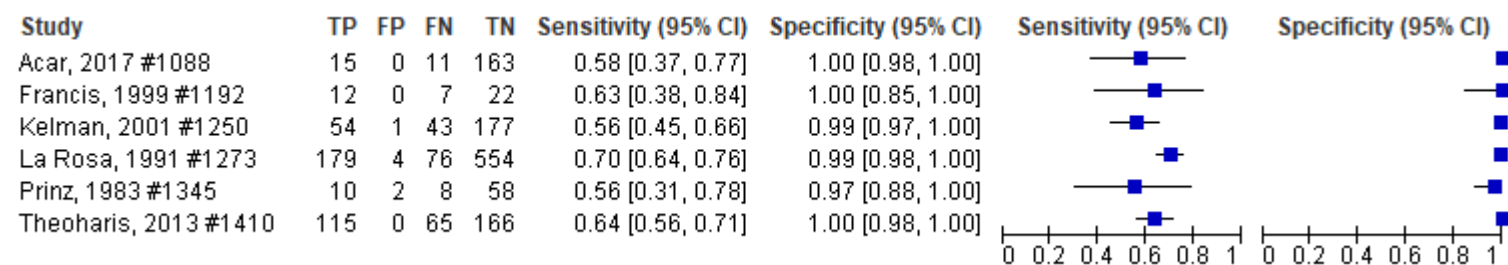 Study TP FP FN TN Sensitivity (95% CI) Specificity (95% CI) Sensitivity (95% CI) Specificity (95% CI)
Acar, 2017 #1088 15 0 11 163 0.58 [0.37, 0.77] 1.00 [0.98, 1.00]
Francis, 1999 #1192 12 0 7 22 0.63 [0.38, 0.84] 1.00 [0.85, 1.00]
Kelman, 2001 #1250 54 1 43 177 0.56 [0.45, 0.66] 0.99 [0.97, 1.00]
La Rosa, 1991 #1273 179 4 76 554 0.70 [0.64, 0.76] 0.99 [0.98, 1.00]
Prinz, 1983 #1345 10 2 8 58 0.56 [0.31, 0.78] 0.97 [0.88, 1.00]
Theoharis, 2013 #1410 115 0 65 166 0.64 [0.56, 0.71] 1.00 [0.98, 1.00]
0 0.2 0.4 0.6 0.8 1 0 0.2 0.4 0.6 0.8 1